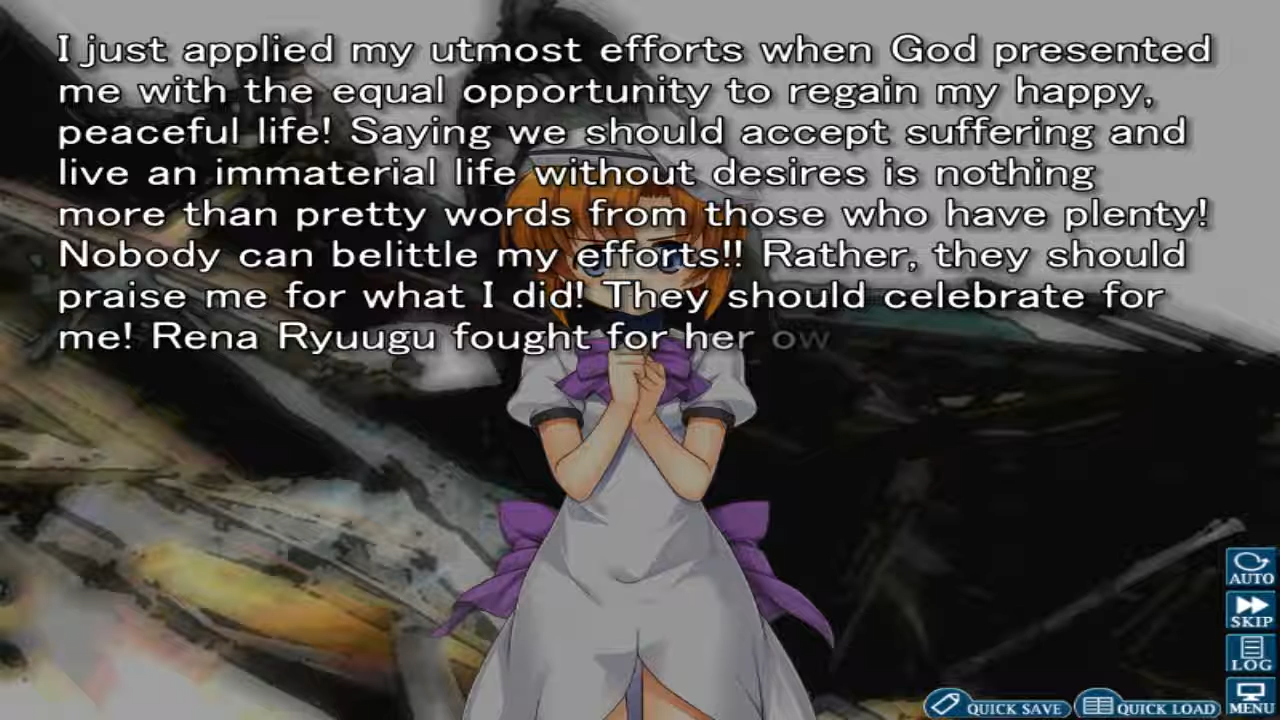 I just applied my utmost efforts when God presented
me with the equal opportunity to regain my happy,
peaceful life! Saying we should accept suffering and
live an immaterial life without desires is nothing
more than pretty words from those who have plenty!
Nobody can belittle my efforts!! Rather, they should
praise me for what I did! They should celebrate for
me! Rena Ryuugu fought for her ow
AUTO
SKIP
LOG
MENU
QUICK SAVE
QUICK LOAD